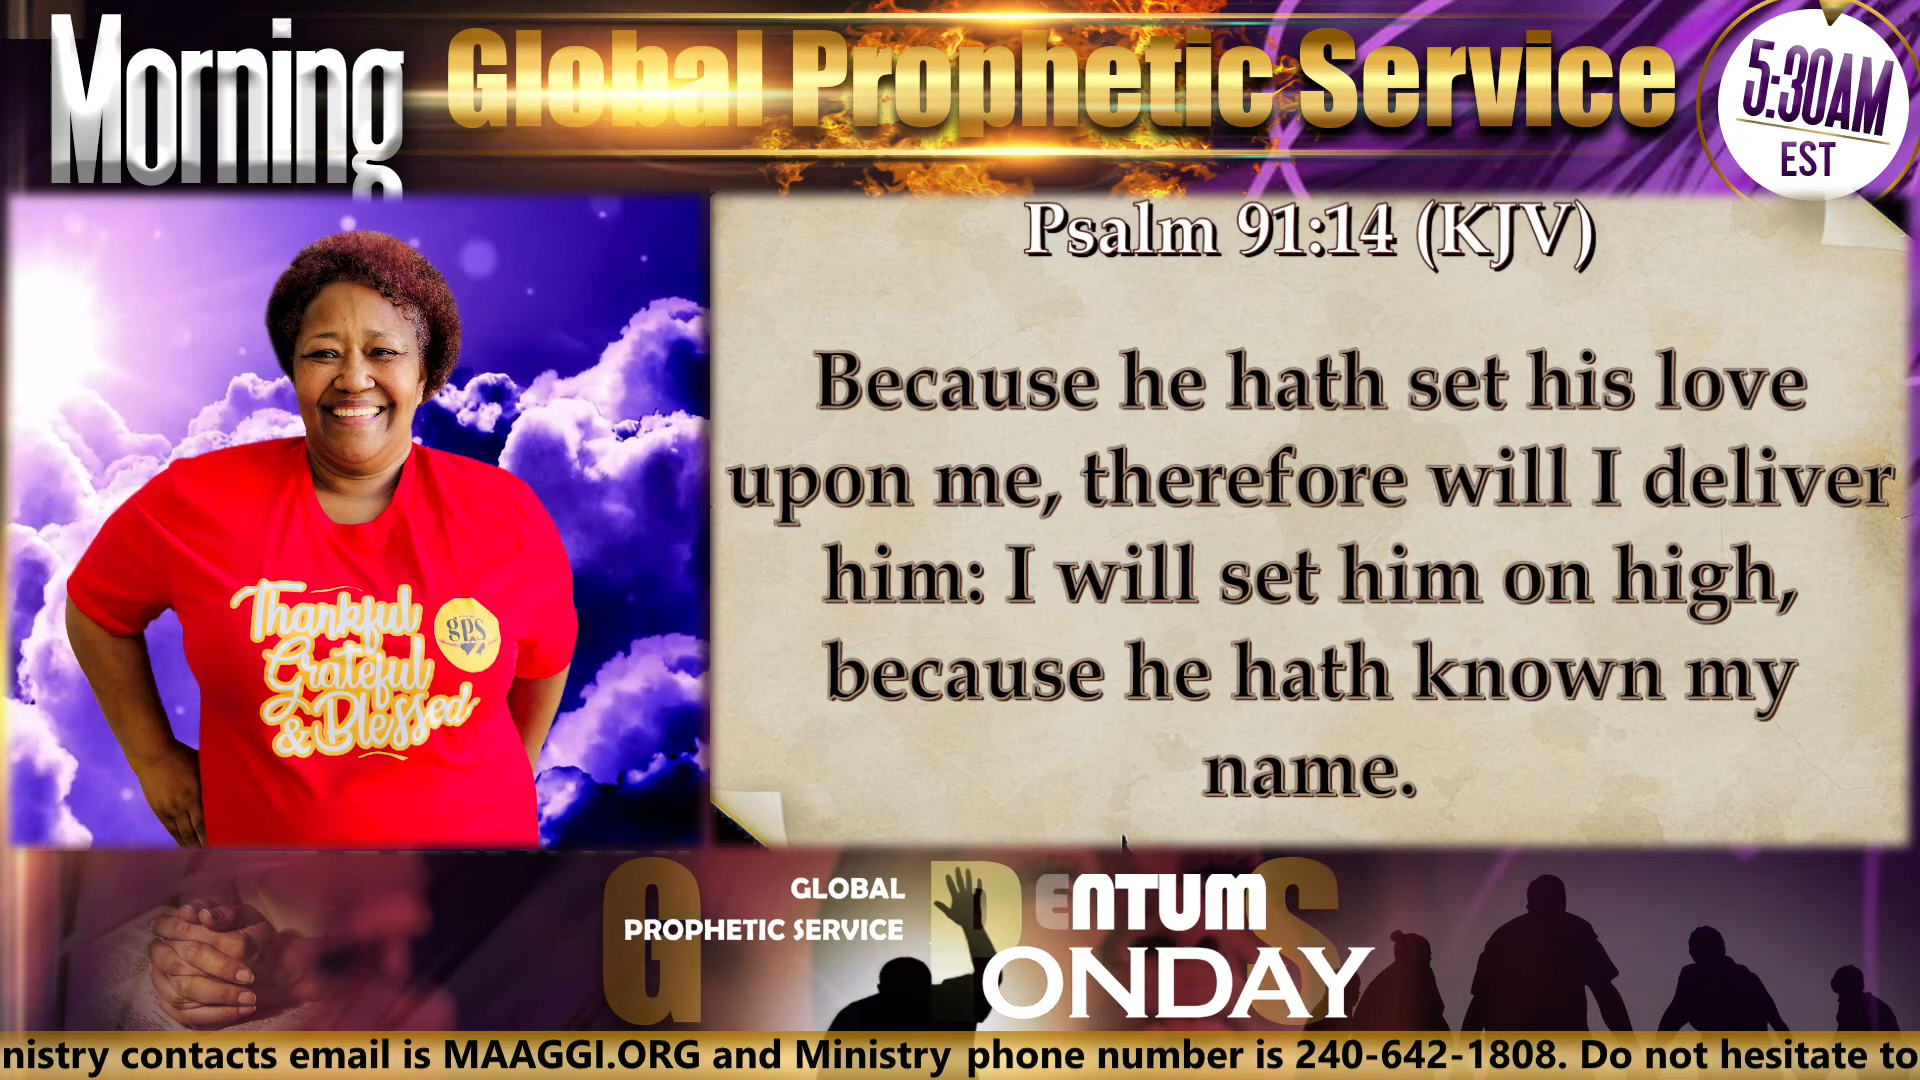 Morning
Global Prophetic Service
5:30AM
EST
Psalm 91:14 (KJV)
Because he hath set his love
upon me, therefore will I deliver
him: I will set him on high,
because he hath known my
name.
Thankful
Grateful
& Blessed
gps
G P S
GLOBAL
PROPHETIC SERVICE
eNTUM
ONDAY
nistry contacts email is MAAGGI.ORG and Ministry phone number is 240-642-1808. Do not hesitate to